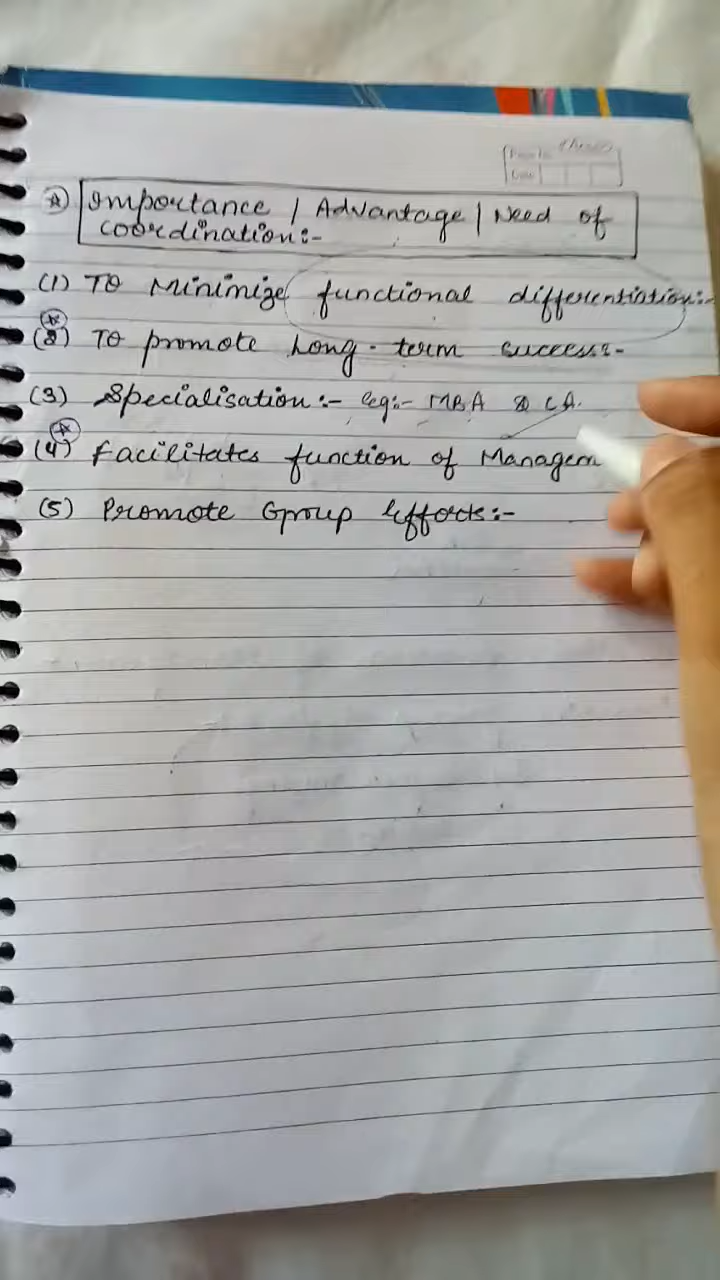 Importance / Advantage / Need of
coordination:-
(1) TO Minimize functional differentiation:-
(2) TO promote Long-term success:-
(3) Specialisation:- eg:- MBA & CA.
(4) Facilitates function of Managem
(5) Promote Group Efforts:-